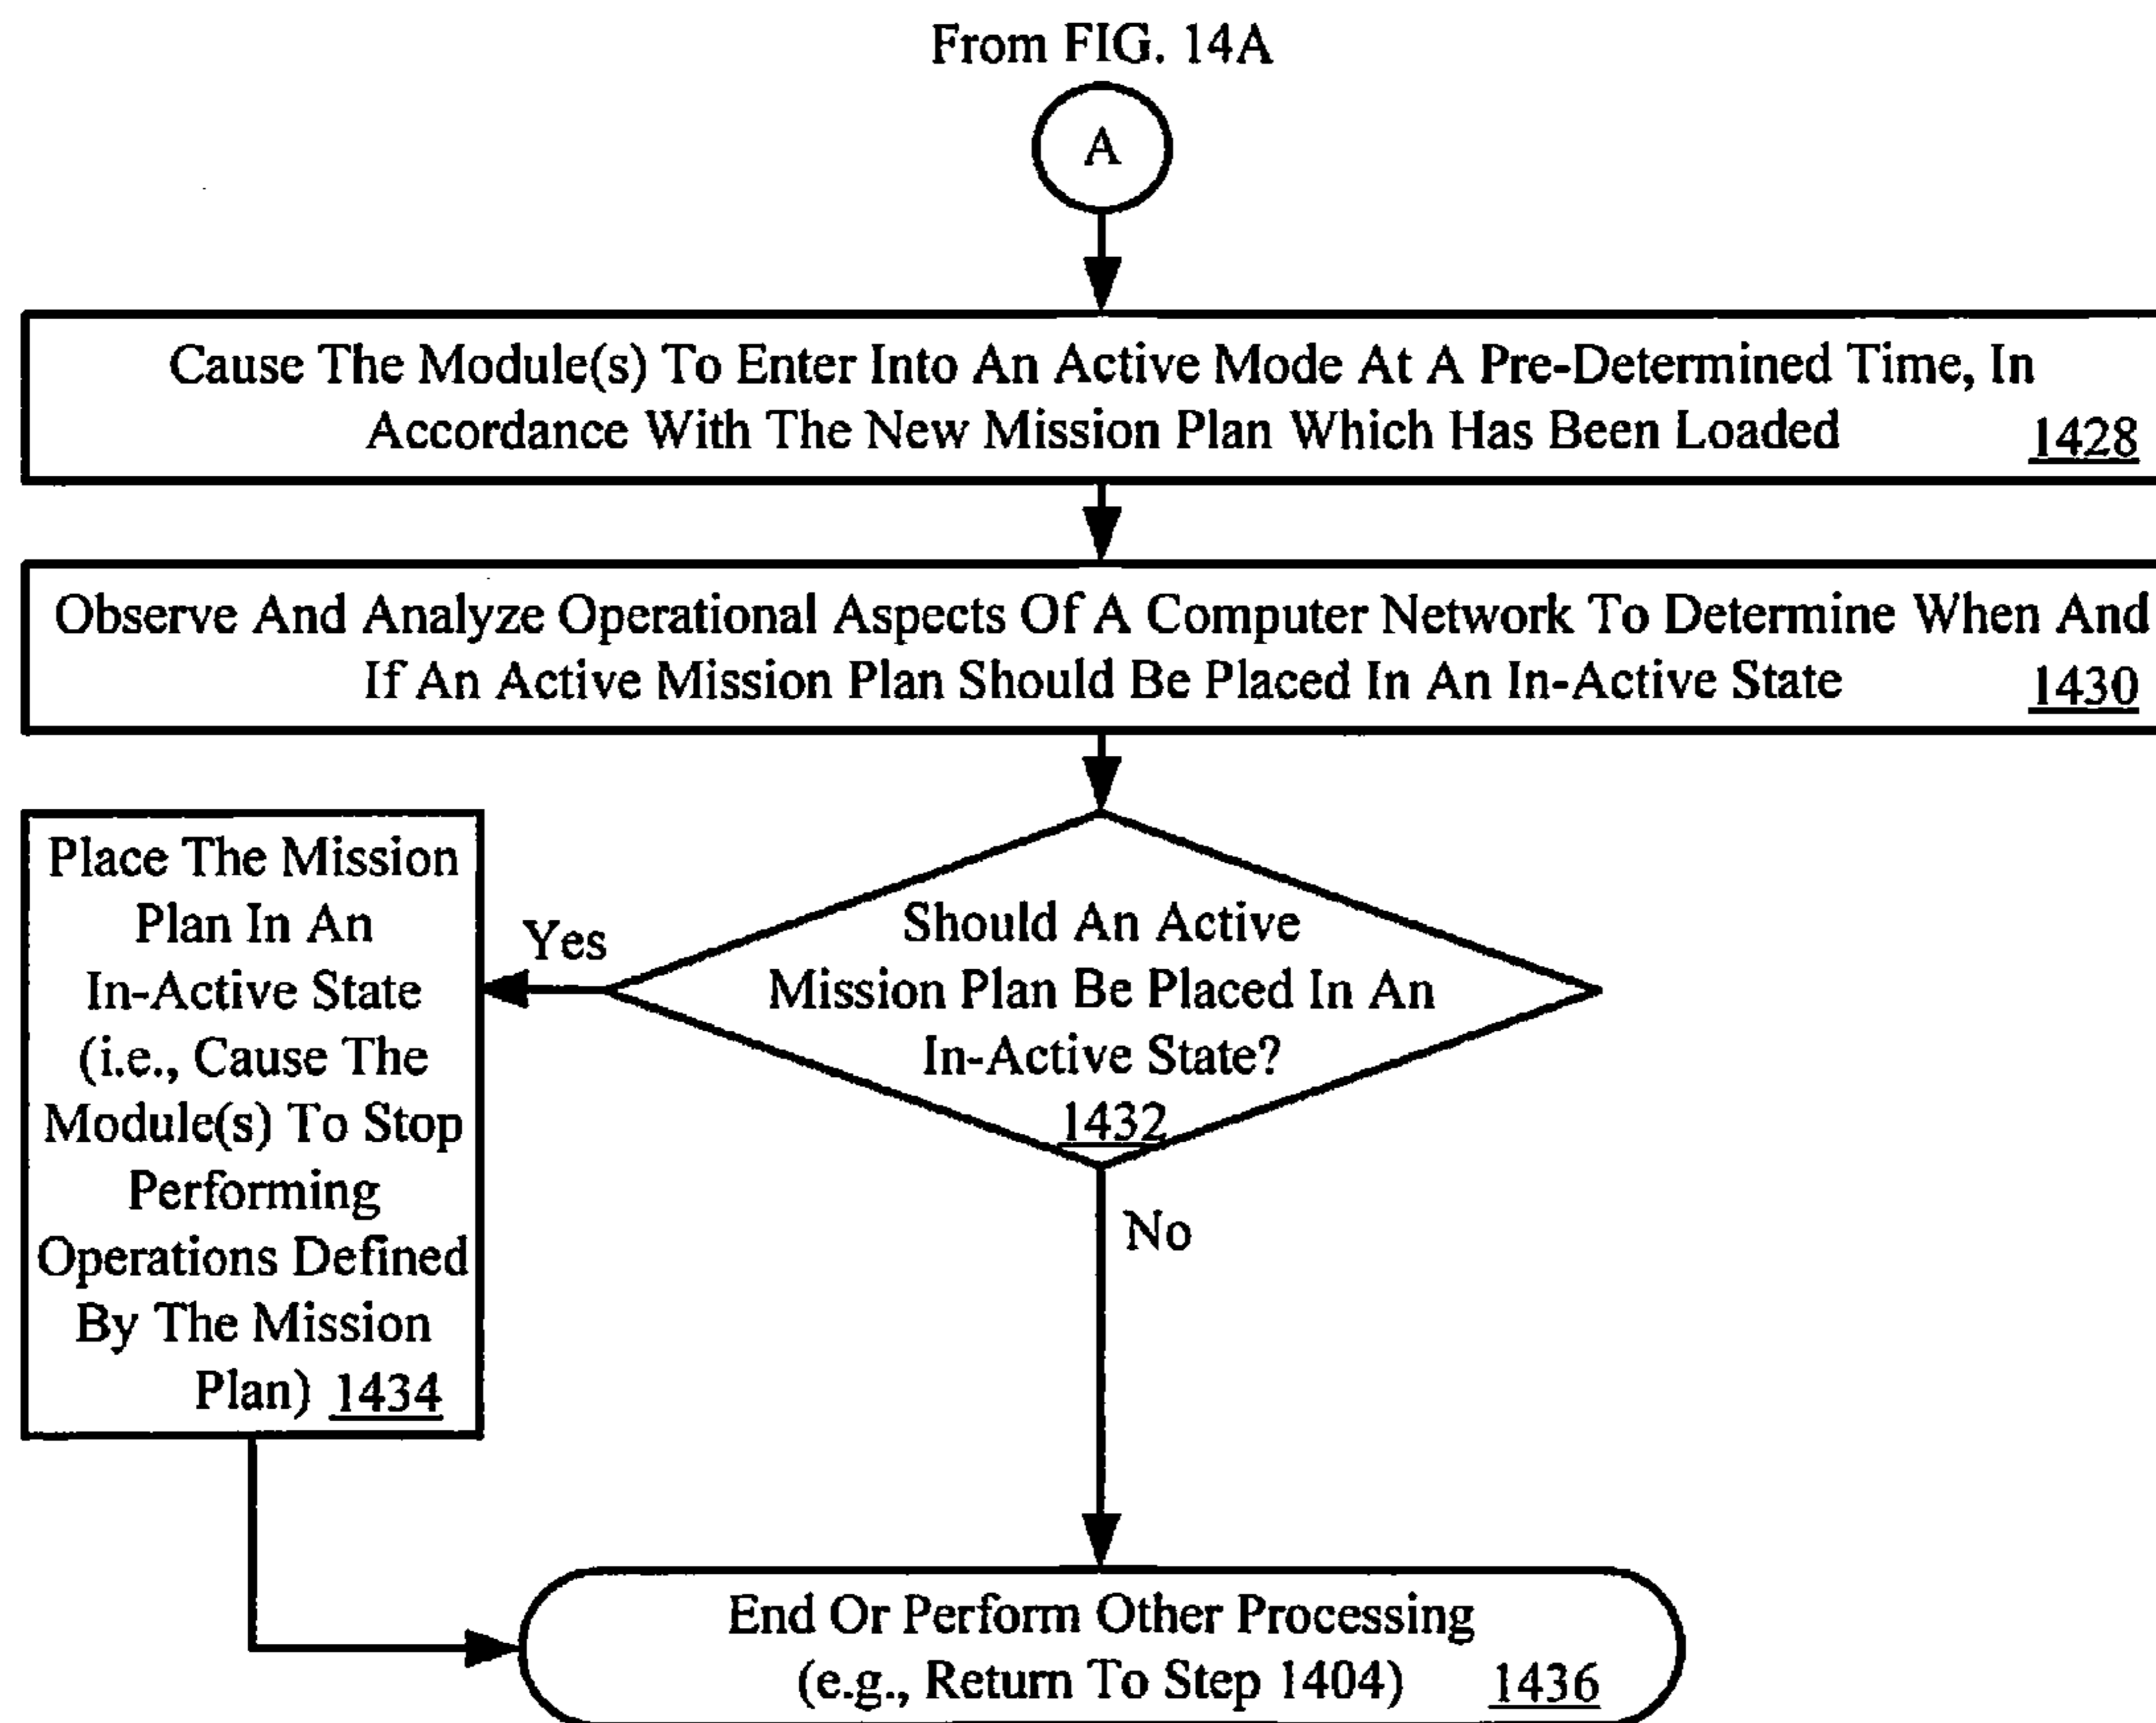 From FIG. 14A
A
Cause The Module(s) To Enter Into An Active Mode At A Pre-Determined Time, In
Accordance With The New Mission Plan Which Has Been Loaded 1428
Observe And Analyze Operational Aspects Of A Computer Network To Determine When And
If An Active Mission Plan Should Be Placed In An In-Active State 1430
Should An Active
Mission Plan Be Placed In An
In-Active State?
1432
Yes
Place The Mission
Plan In An
In-Active State
(i.e., Cause The
Module(s) To Stop
Performing
Operations Defined
By The Mission
Plan) 1434
No
End Or Perform Other Processing
(e.g., Return To Step 1404) 1436